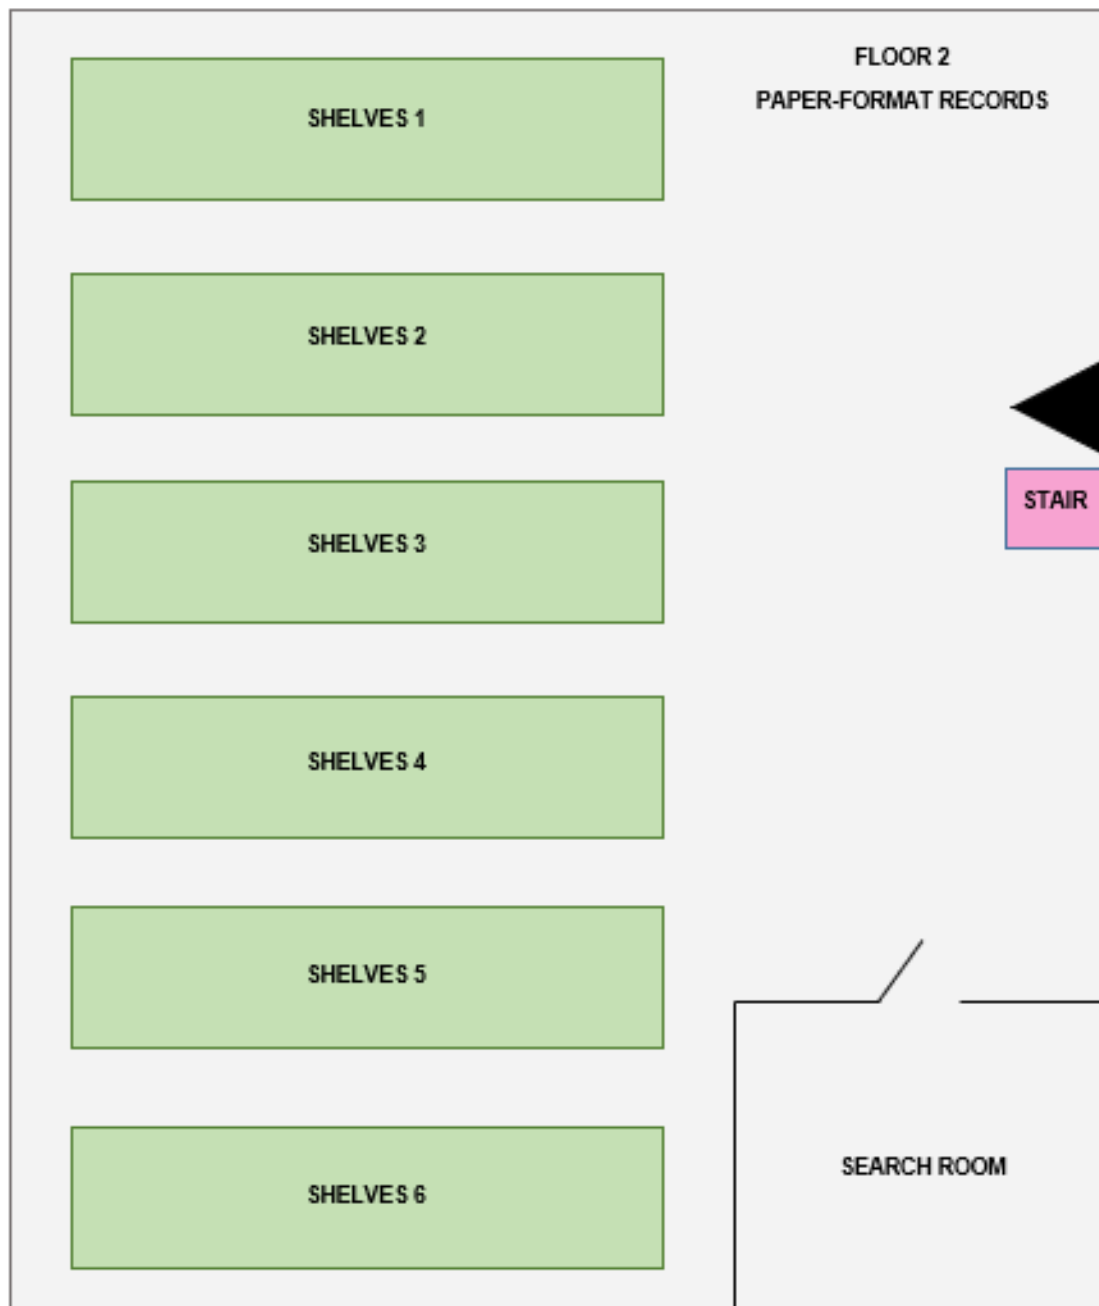 FLOOR 2
PAPER-FORMAT RECORDS
SHELVES 1
SHELVES 2
SHELVES 3
STAIR
SHELVES 4
SHELVES 5
SHELVES 6
SEARCH ROOM